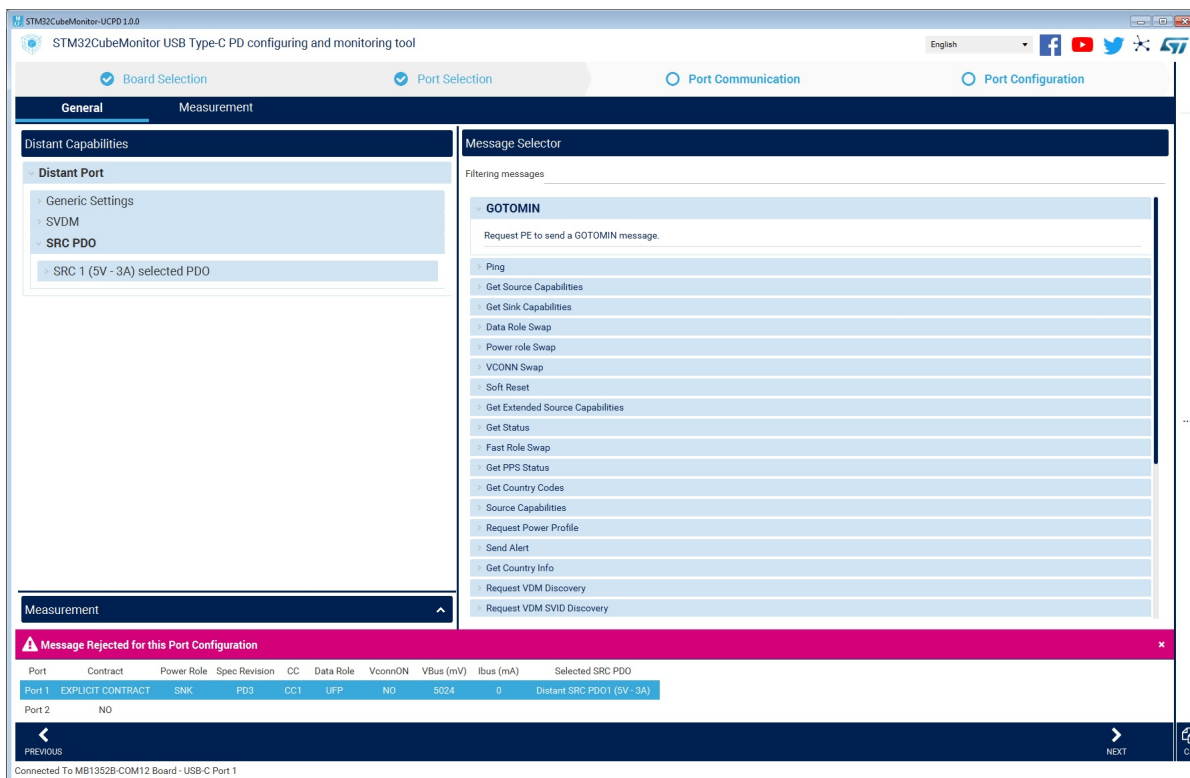 STM32CubeMonitor-UCPD 1.0.0
STM32CubeMonitor USB Type-C PD configuring and monitoring tool
English
Board Selection
Port Selection
Port Communication
Port Configuration
General
Measurement
Distant Capabilities
Distant Port
Generic Settings
SVDM
SRC PDO
SRC 1 (5V - 3A) selected PDO
Measurement
Message Selector
Filtering messages
GOTOMIN
Request PE to send a GOTOMIN message.
Ping
Get Source Capabilities
Get Sink Capabilities
Data Role Swap
Power role Swap
VCONN Swap
Soft Reset
Get Extended Source Capabilities
Get Status
Fast Role Swap
Get PPS Status
Get Country Codes
Source Capabilities
Request Power Profile
Send Alert
Get Country Info
Request VDM Discovery
Request VDM SVID Discovery
Message Rejected for this Port Configuration
Port Contract Power Role Spec Revision CC Data Role VconnON VBus (mV) Ibus (mA) Selected SRC PDO
Port 1 EXPLICIT CONTRACT SNK PD3 CC1 UFP NO 5024 0 Distant SRC PDO1 (5V - 3A)
Port 2 NO
PREVIOUS
NEXT
Connected To MB1352B-COM12 Board - USB-C Port 1